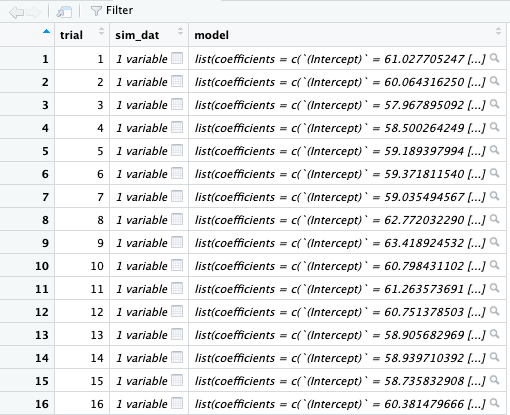 Filter
trial sim_dat model
1 1 1 variable list(coefficients = c(`(Intercept)` = 61.027705247 [...]
2 2 1 variable list(coefficients = c(`(Intercept)` = 60.064316250 [...]
3 3 1 variable list(coefficients = c(`(Intercept)` = 57.967895092 [...]
4 4 1 variable list(coefficients = c(`(Intercept)` = 58.500264249 [...]
5 5 1 variable list(coefficients = c(`(Intercept)` = 59.189397994 [...]
6 6 1 variable list(coefficients = c(`(Intercept)` = 59.371811540 [...]
7 7 1 variable list(coefficients = c(`(Intercept)` = 59.035494567 [...]
8 8 1 variable list(coefficients = c(`(Intercept)` = 62.772032290 [...]
9 9 1 variable list(coefficients = c(`(Intercept)` = 63.418924532 [...]
10 10 1 variable list(coefficients = c(`(Intercept)` = 60.798431102 [...]
11 11 1 variable list(coefficients = c(`(Intercept)` = 61.263573691 [...]
12 12 1 variable list(coefficients = c(`(Intercept)` = 60.751378503 [...]
13 13 1 variable list(coefficients = c(`(Intercept)` = 58.905682969 [...]
14 14 1 variable list(coefficients = c(`(Intercept)` = 58.939710392 [...]
15 15 1 variable list(coefficients = c(`(Intercept)` = 58.735832908 [...]
16 16 1 variable list(coefficients = c(`(Intercept)` = 60.381479666 [...]